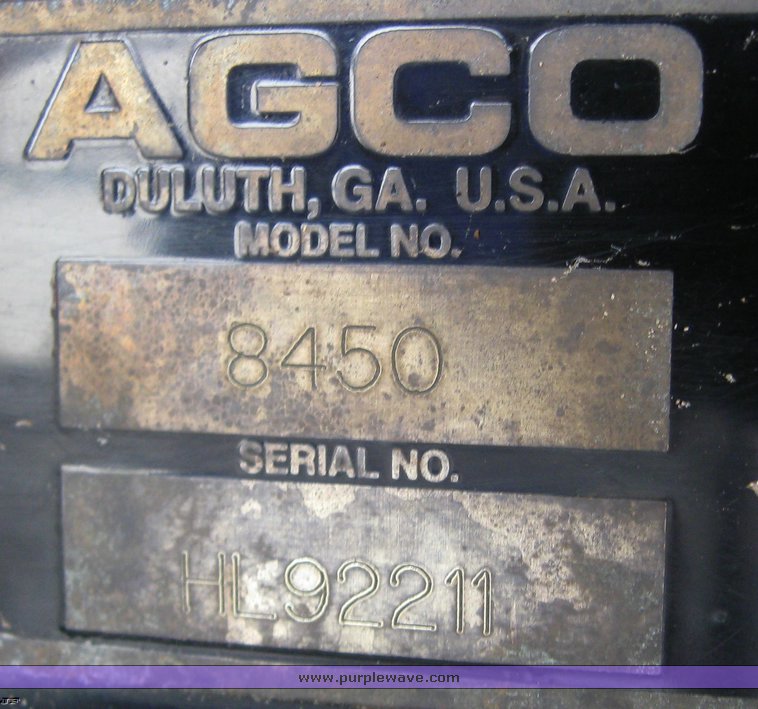 AGCO
DULUTH, GA. U.S.A.
MODEL NO.
8450
SERIAL NO.
HL92211
www.purplewave.com